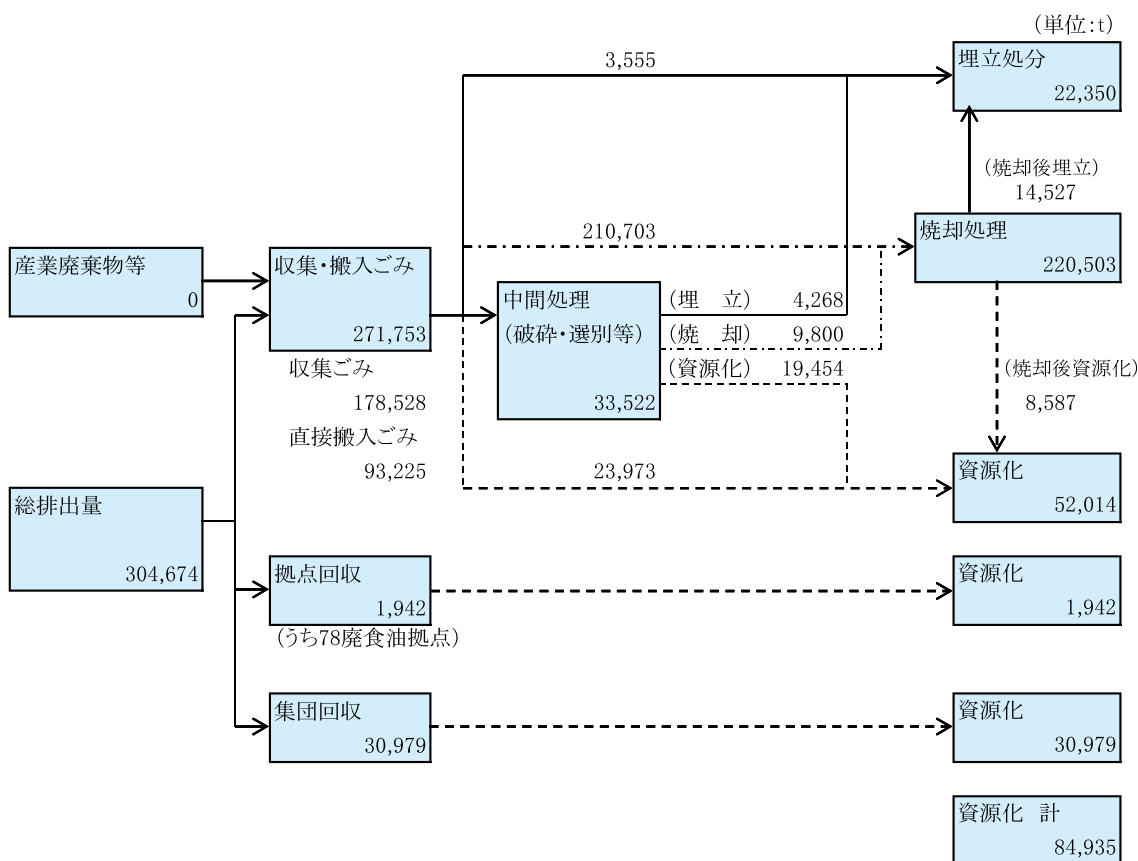 (単位:t)
3,555
埋立処分
22,350
(焼却後埋立)
14,527
210,703
焼却処理
220,503
産業廃棄物等
0
収集・搬入ごみ
271,753
中間処理
(破砕・選別等)
33,522
(埋 立) 4,268
(焼 却) 9,800
(資源化) 19,454
収集ごみ
178,528
直接搬入ごみ
93,225
(焼却後資源化)
8,587
23,973
資源化
52,014
総排出量
304,674
拠点回収
1,942
(うち78廃食油拠点)
資源化
1,942
集団回収
30,979
資源化
30,979
資源化 計
84,935